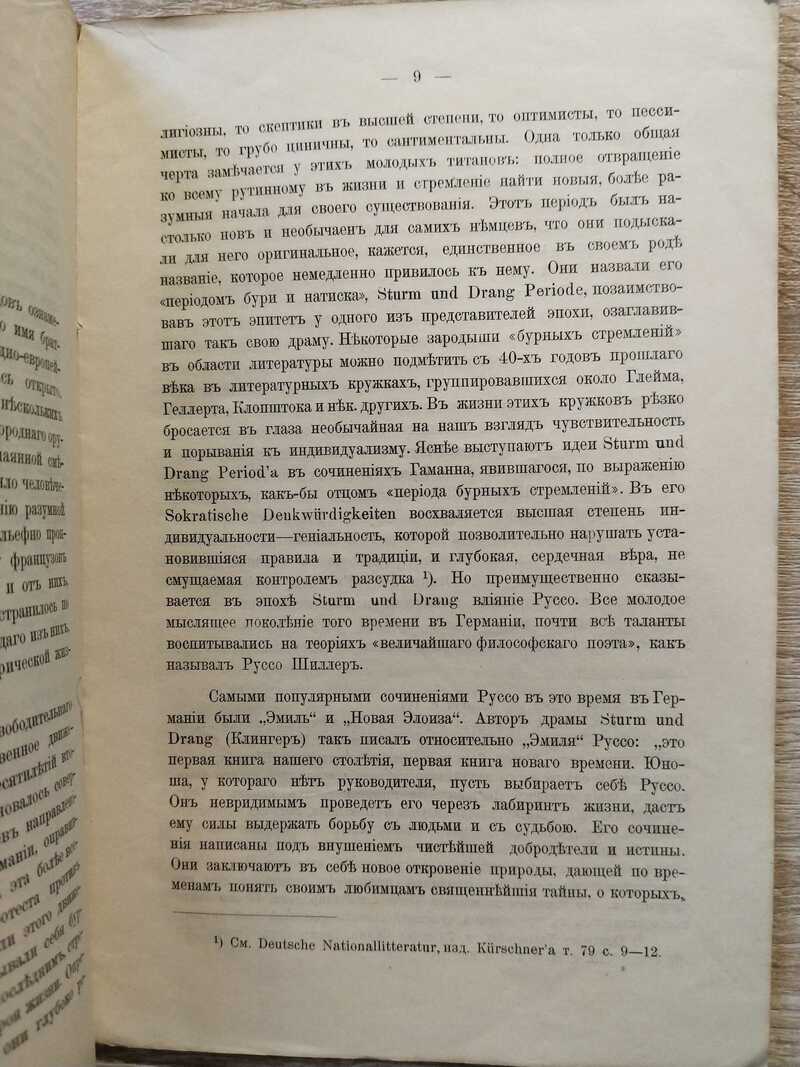 — 9 —
лигіозны, то скептики въ высшей степени, то оптимисты, то песси-
мисты, то грубо циничны, то сантиментальны. Одна только общая
черта замѣчается у этихъ молодыхъ титановъ: полное отвращеніе
ко всему рутинному въ жизни и стремленіе найти новыя, болѣе ра-
зумныя начала для своего существованія. Этотъ періодъ былъ на-
столько новъ и необычаенъ для самихъ нѣмцевъ, что они подыска-
ли для него оригинальное, кажется, единственное въ своемъ родѣ
названіе, которое немедленно привилось къ нему. Они назвали его
«періодомъ бури и натиска», Sturm und Drang Periode, позаимство-
вавъ этотъ эпитетъ у одного изъ представителей эпохи, озаглавив-
шаго такъ свою драму. Нѣкоторые зародыши «бурныхъ стремленій»
въ области литературы можно подмѣтить съ 40-хъ годовъ прошлаго
вѣка въ литературныхъ кружкахъ, группировавшихся около Глейма,
Геллерта, Клопштока и нѣк. другихъ. Въ жизни этихъ кружковъ рѣзко
бросается въ глаза необычайная на нашъ взглядъ чувствительность
и порыванія къ индивидуализму. Яснѣе выступаютъ идеи Sturm und
Drang Period'a въ сочиненіяхъ Гаманна, явившагося, по выраженію
нѣкоторыхъ, какъ-бы отцомъ «періода бурныхъ стремленій». Въ его
Sokratische Denkwürdigkeiten восхваляется высшая степень ин-
дивидуальности—геніальность, которой позволительно нарушать уста-
новившіяся правила и традиціи, и глубокая, сердечная вѣра, не
смущаемая контролемъ разсудка ¹). Но преимущественно сказы-
вается въ эпохѣ Sturm und Drang вліяніе Руссо. Все молодое
мыслящее поколѣніе того времени въ Германіи, почти всѣ таланты
воспитывались на теоріяхъ «величайшаго философскаго поэта», какъ
называлъ Руссо Шиллеръ.
Самыми популярными сочиненіями Руссо въ это время въ Гер-
маніи были „Эмиль“ и „Новая Элоиза“. Авторъ драмы Sturm und
Drang (Клингеръ) такъ писалъ относительно „Эмиля“ Руссо: „это
первая книга нашего столѣтія, первая книга новаго времени. Юно-
ша, у котораго нѣтъ руководителя, пусть выбираетъ себѣ Руссо.
Онъ невридимымъ проведетъ его черезъ лабиринтъ жизни, дастъ
ему силы выдержать борьбу съ людьми и съ судьбою. Его сочине-
нія написаны подъ внушеніемъ чистѣйшей добродѣтели и истины.
Они заключаютъ въ себѣ новое откровеніе природы, дающей по вре-
менамъ понять своимъ любимцамъ священнѣйшія тайны, о которыхъ,
¹) См. Deutsche Nationallitteratur, изд. Kürschner'a т. 79 с. 9—12.